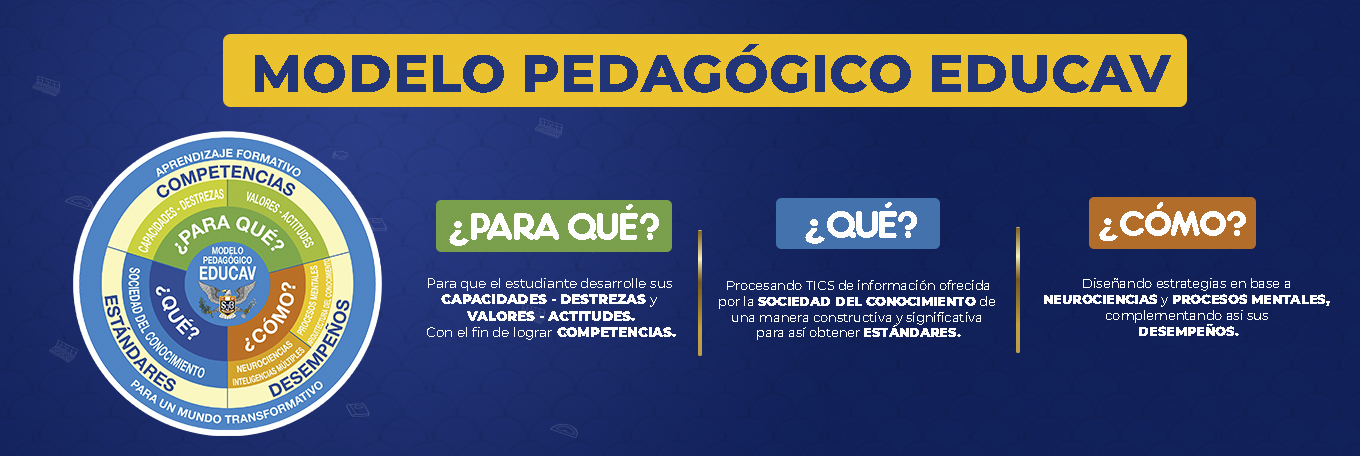 MODELO PEDAGÓGICO EDUCAV
APRENDIZAJE FORMATIVO
COMPETENCIAS
CAPACIDADES - DESTREZAS
VALORES - ACTITUDES
¿PARA QUÉ?
MODELO
PEDAGÓGICO
EDUCAV
¿QUÉ?
SOCIEDAD DEL CONOCIMIENTO
ESTÁNDARES
¿CÓMO?
PROCESOS MENTALES
ARQUITECTURA DEL CONOCIMIENTO
NEUROCIENCIAS
INTELIGENCIAS MÚLTIPLES
DESEMPEÑOS
PARA UN MUNDO TRANSFORMATIVO
¿PARA QUÉ?
Para que el estudiante desarrolle sus
CAPACIDADES - DESTREZAS y
VALORES - ACTITUDES.
Con el fin de lograr COMPETENCIAS.
¿QUÉ?
Procesando TICS de información ofrecida
por la SOCIEDAD DEL CONOCIMIENTO de
una manera constructiva y significativa
para así obtener ESTÁNDARES.
¿CÓMO?
Diseñando estrategias en base a
NEUROCIENCIAS y PROCESOS MENTALES,
complementando así sus
DESEMPEÑOS.